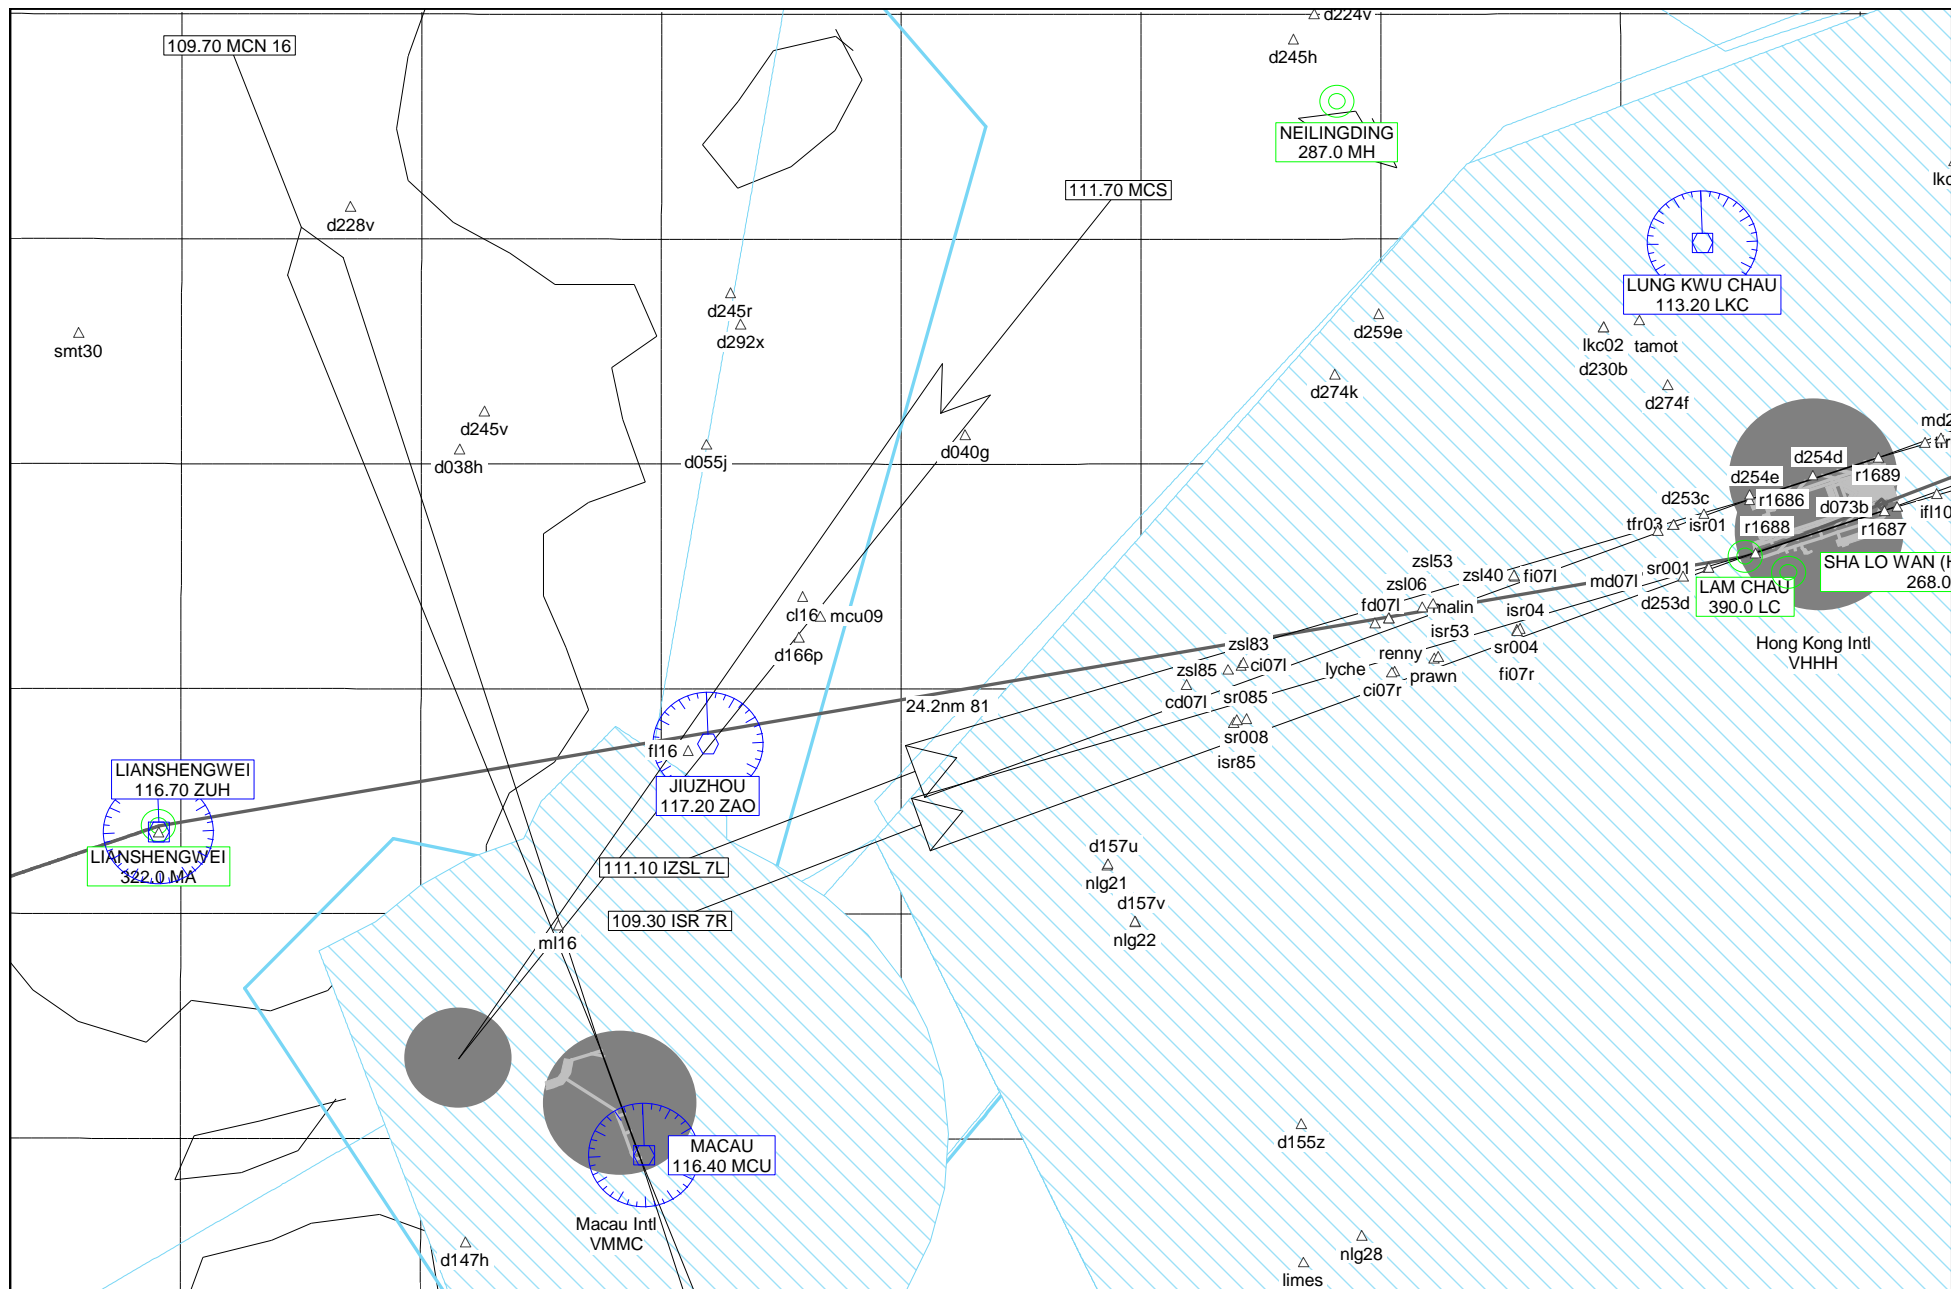 d224v
109.70 MCN 16
d245h
NEILINGDING
287.0 MH
lkc
111.70 MCS
d228v
LUNG KWU CHAU
113.20 LKC
d245r
d292x
d259e
smt30
lkc02
tamot
d230b
d274k
d274f
d245v
d038h
d055j
d040g
md2
tfr
d254d
d254e
r1689
d253c
r1686
d073b
ifl10
tfr03
isr01
r1688
r1687
zsl53
zsl40
fi07l
sr001
md07l
SHA LO WAN (H
268.0
zsl06
LAM CHAU
390.0 LC
d253d
cl16
mcu09
fd07l
malin
isr04
d166p
isr53
zsl83
renny
sr004
Hong Kong Intl
VHHH
zsl85
ci07l
lyche
prawn
fi07r
ci07r
cd07l
sr085
24.2nm 81
sr008
fl16
isr85
LIANSHENGWEI
116.70 ZUH
JIUZHOU
117.20 ZAO
LIANSHENGWEI
322.0 MA
111.10 IZSL 7L
d157u
nlg21
109.30 ISR 7R
d157v
ml16
nlg22
MACAU
116.40 MCU
d155z
Macau Intl
VMMC
d147h
nlg28
limes